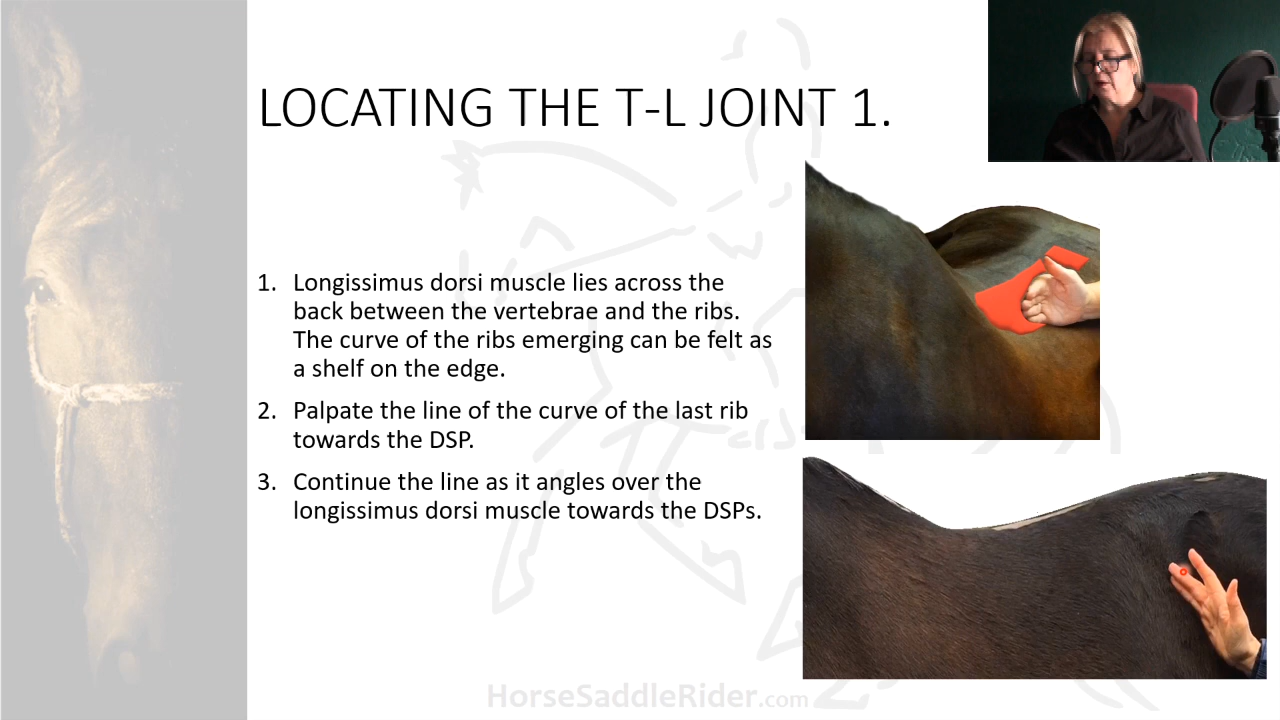 LOCATING THE T-L JOINT 1.
1. Longissimus dorsi muscle lies across the
back between the vertebrae and the ribs.
The curve of the ribs emerging can be felt as
a shelf on the edge.
2. Palpate the line of the curve of the last rib
towards the DSP.
3. Continue the line as it angles over the
longissimus dorsi muscle towards the DSPs.
HorseSaddleRider.com